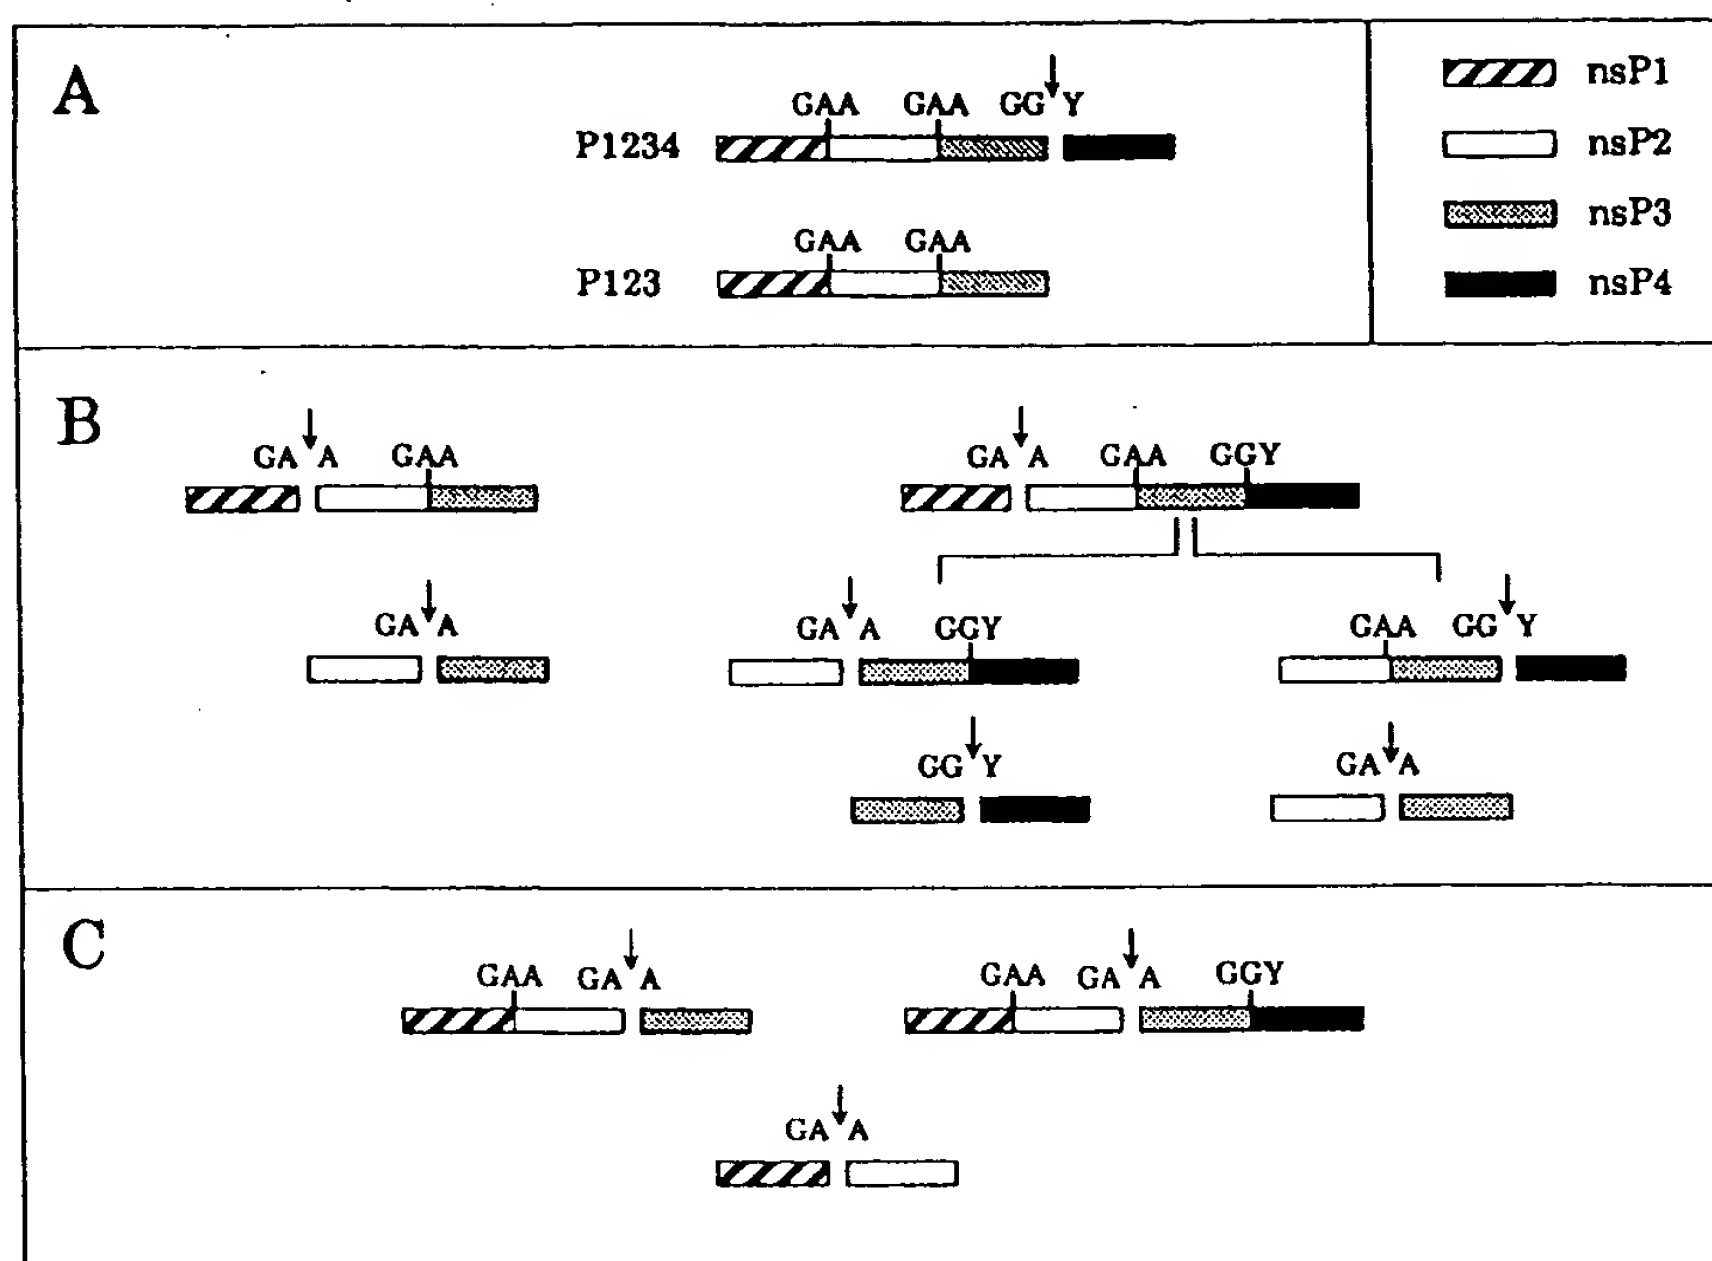 A
GAA GAA GG Y
P1234
GAA GAA
P123
nsP1
nsP2
nsP3
nsP4
B
GA A GAA
GA A GAA GGY
GA A
GA A GGY
GAA GG Y
GG Y
GA A
C
GAA GA A
GAA GA A GGY
GA A